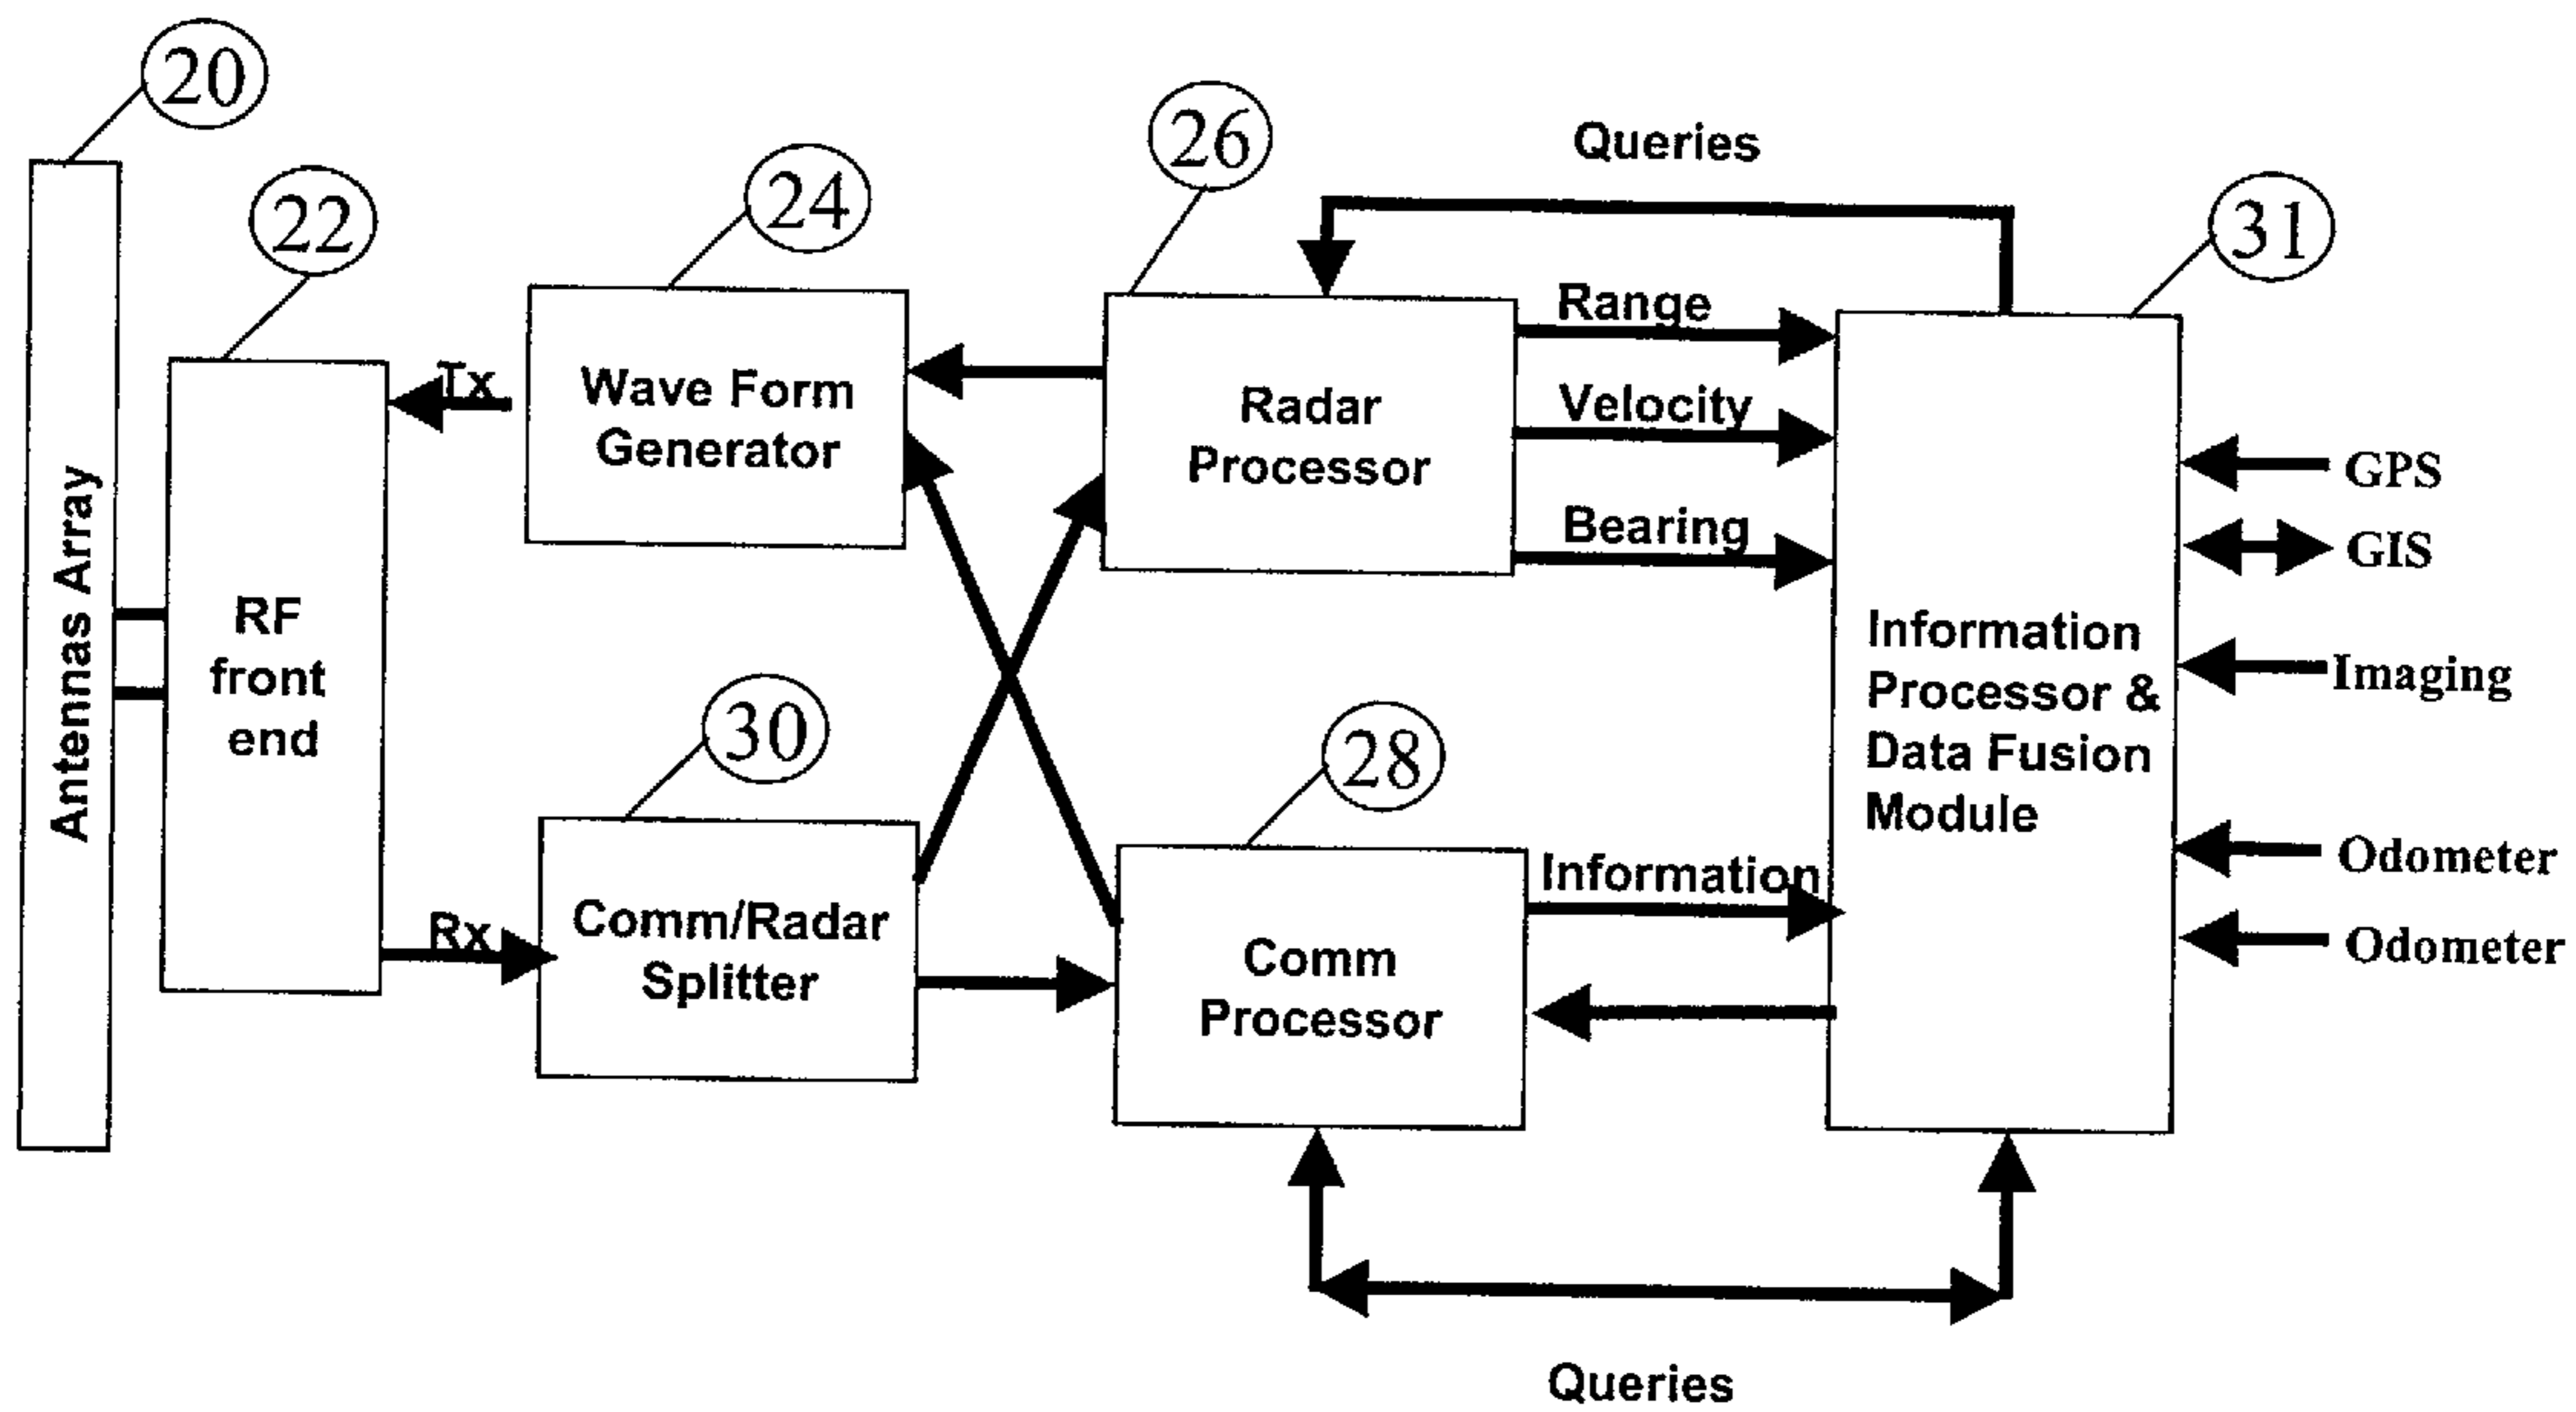 20
22
24
26
Queries
31
Antennas Array
RF
front
end
Tx
Wave Form
Generator
Radar
Processor
Range
Velocity
Bearing
Information
Processor &
Data Fusion
Module
GPS
GIS
Imaging
Odometer
Odometer
30
28
Rx
Comm/Radar
Splitter
Comm
Processor
Information
Queries